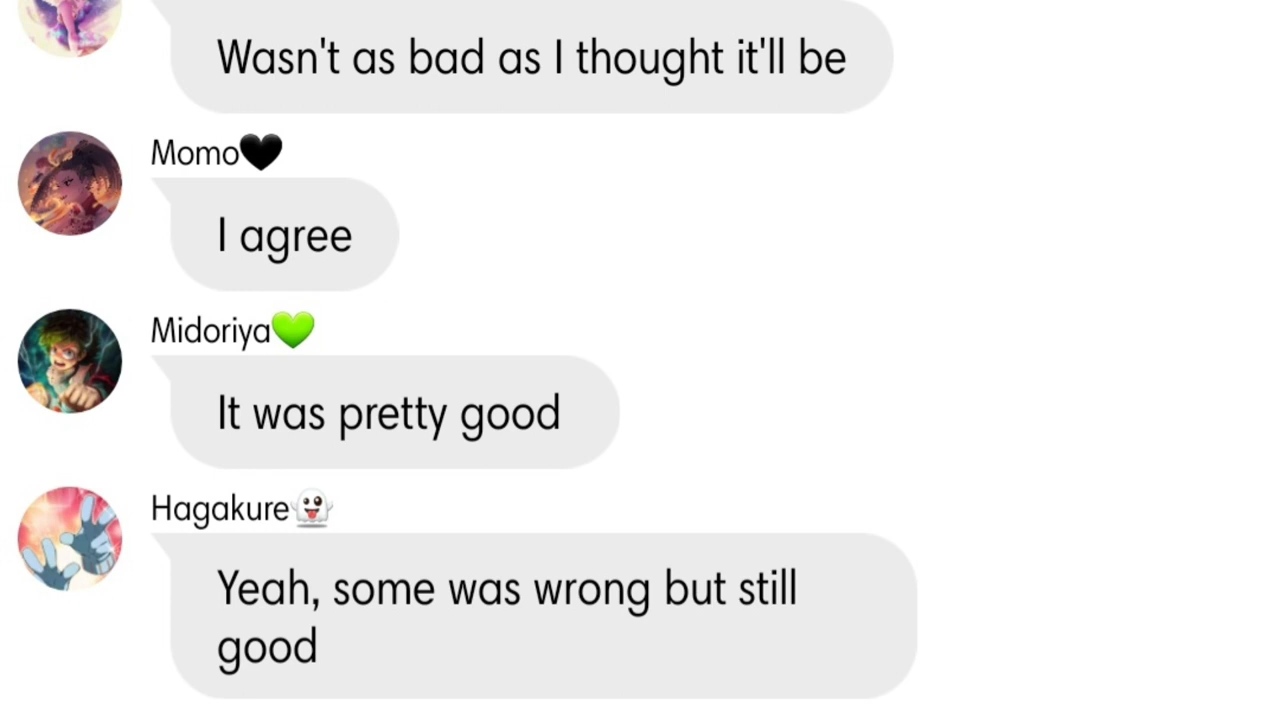 Wasn't as bad as I thought it'll be
Momo🖤
I agree
Midoriya💚
It was pretty good
Hagakure👻
Yeah, some was wrong but still
good